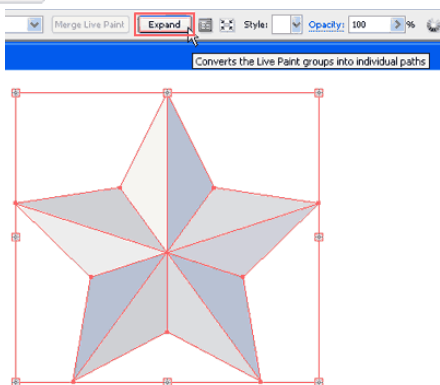 Merge Live Paint Expand Style: Opacity: 100 %
Converts the Live Paint groups into individual paths